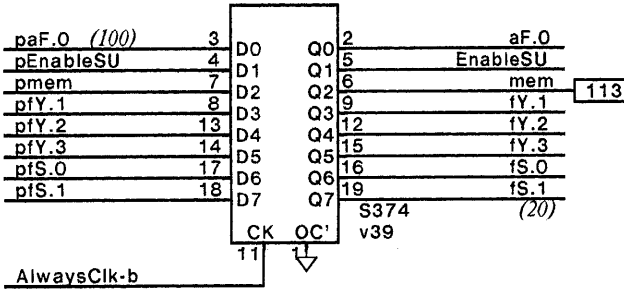 paF.0 (100) 3 D0 Q0 2 aF.0
pEnableSU 4 D1 Q1 5 EnableSU
pmem 7 D2 Q2 6 mem 113
pfY.1 8 D3 Q3 9 fY.1
pfY.2 13 D4 Q4 12 fY.2
pfY.3 14 D5 Q5 15 fY.3
pfS.0 17 D6 Q6 16 fS.0
pfS.1 18 D7 Q7 19 fS.1
S374 (20)
CK OC' v39
11 1
AlwaysClk-b